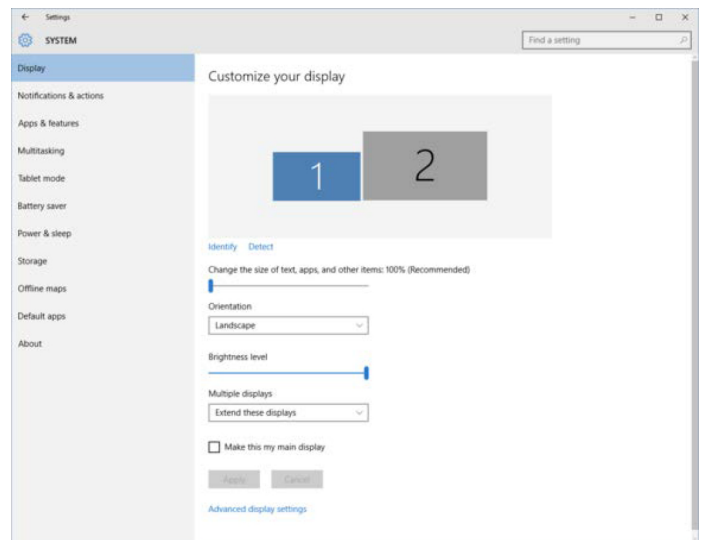 Settings
SYSTEM
Find a setting
Display
Notifications & actions
Apps & features
Multitasking
Tablet mode
Battery saver
Power & sleep
Storage
Offline maps
Default apps
About
Customize your display
1
2
Identify Detect
Change the size of text, apps, and other items: 100% (Recommended)
Orientation
Landscape
Brightness level
Multiple displays
Extend these displays
Make this my main display
Apply Cancel
Advanced display settings